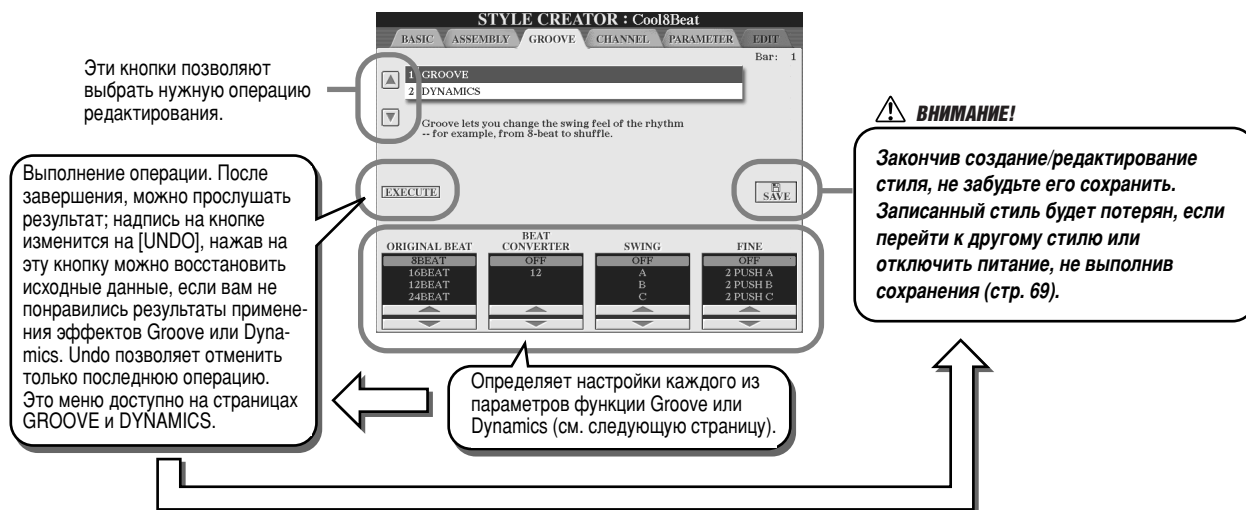 STYLE CREATOR : Cool8Beat
BASIC ASSEMBLY GROOVE CHANNEL PARAMETER EDIT
Bar: 1
1 GROOVE
2 DYNAMICS
Groove lets you change the swing feel of the rhythm
-- for example, from 8-beat to shuffle.
EXECUTE
SAVE
ORIGINAL BEAT
BEAT
CONVERTER
SWING
FINE
8BEAT OFF OFF OFF
16BEAT 12 A 2 PUSH A
12BEAT B 2 PUSH B
24BEAT C 2 PUSH C
Эти кнопки позволяют
выбрать нужную операцию
редактирования.
Выполнение операции. После
завершения, можно прослушать
результат; надпись на кнопке
изменится на [UNDO], нажав на
эту кнопку можно восстановить
исходные данные, если вам не
понравились результаты примене-
ния эффектов Groove или Dyna-
mics. Undo позволяет отменить
только последнюю операцию.
Это меню доступно на страницах
GROOVE и DYNAMICS.
Определяет настройки каждого из
параметров функции Groove или
Dynamics (см. следующую страницу).
ВНИМАНИЕ!
Закончив создание/редактирование
стиля, не забудьте его сохранить.
Записанный стиль будет потерян, если
перейти к другому стилю или
отключить питание, не выполнив
сохранения (стр. 69).